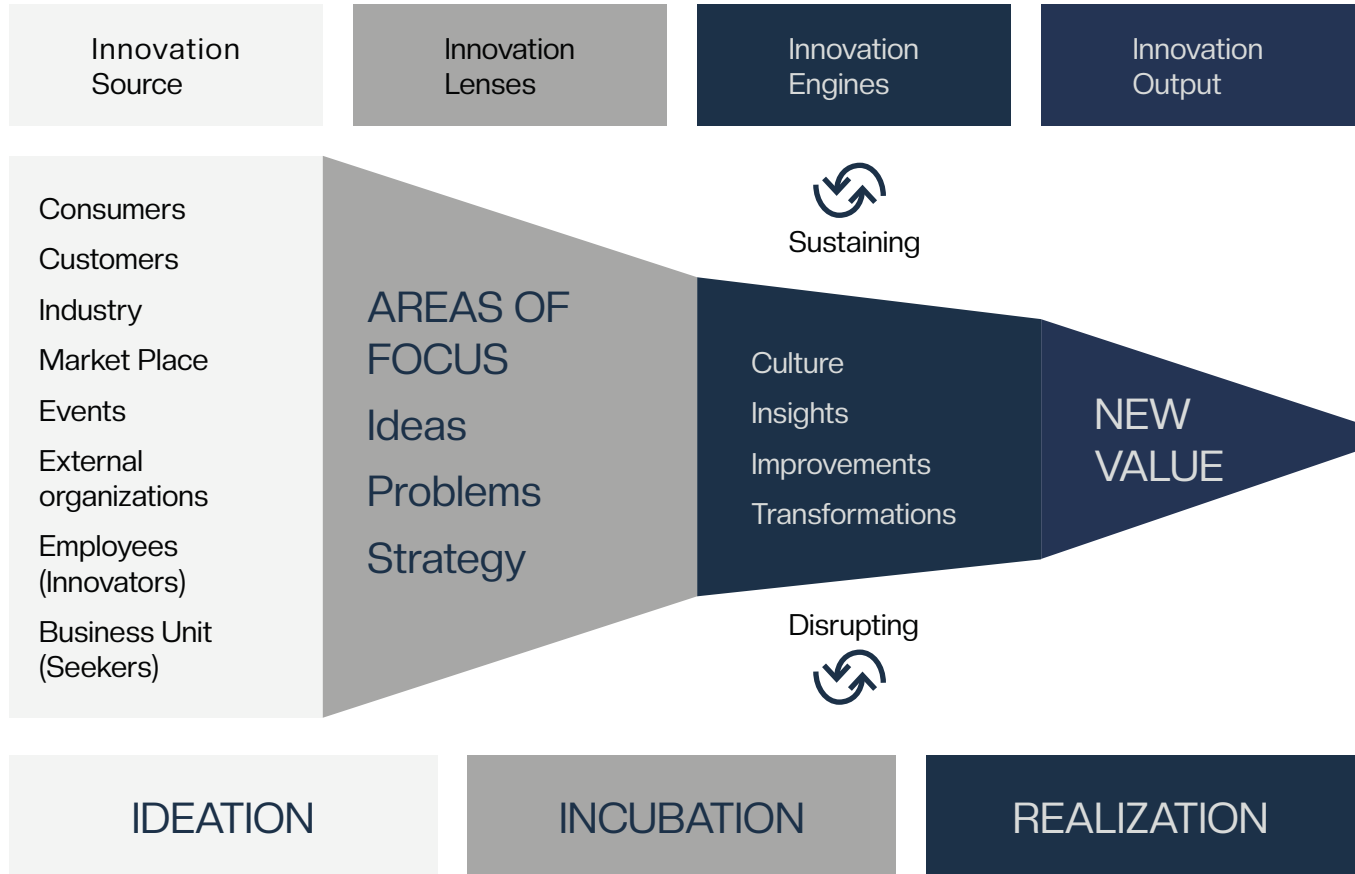 Innovation
Source
Innovation
Lenses
Innovation
Engines
Innovation
Output
Consumers
Customers
Industry
Market Place
Events
External
organizations
Employees
(Innovators)
Business Unit
(Seekers)
AREAS OF
FOCUS
Ideas
Problems
Strategy
Sustaining
Culture
Insights
Improvements
Transformations
Disrupting
NEW
VALUE
IDEATION
INCUBATION
REALIZATION